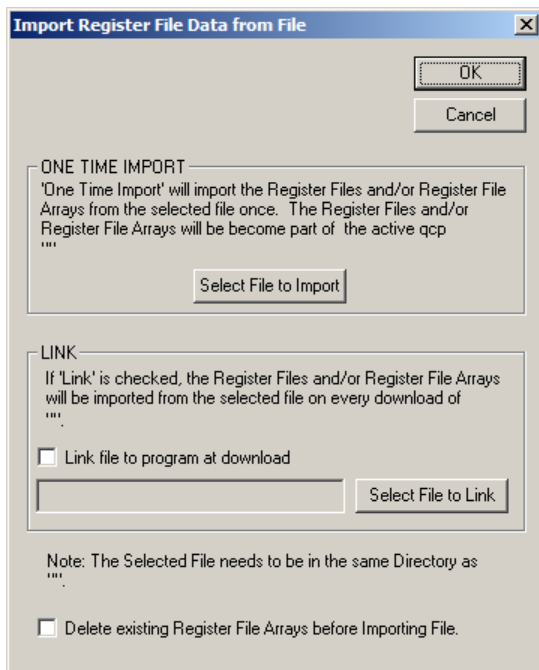 Import Register File Data from File
OK
Cancel
ONE TIME IMPORT
'One Time Import' will import the Register Files and/or Register File
Arrays from the selected file once.  The Register Files and/or
Register File Arrays will be become part of  the active qcp
""
Select File to Import
LINK
If 'Link' is checked, the Register Files and/or Register File Arrays
will be imported from the selected file on every download of
"".
Link file to program at download
Select File to Link
Note: The Selected File needs to be in the same Directory as
"".
Delete existing Register File Arrays before Importing File.